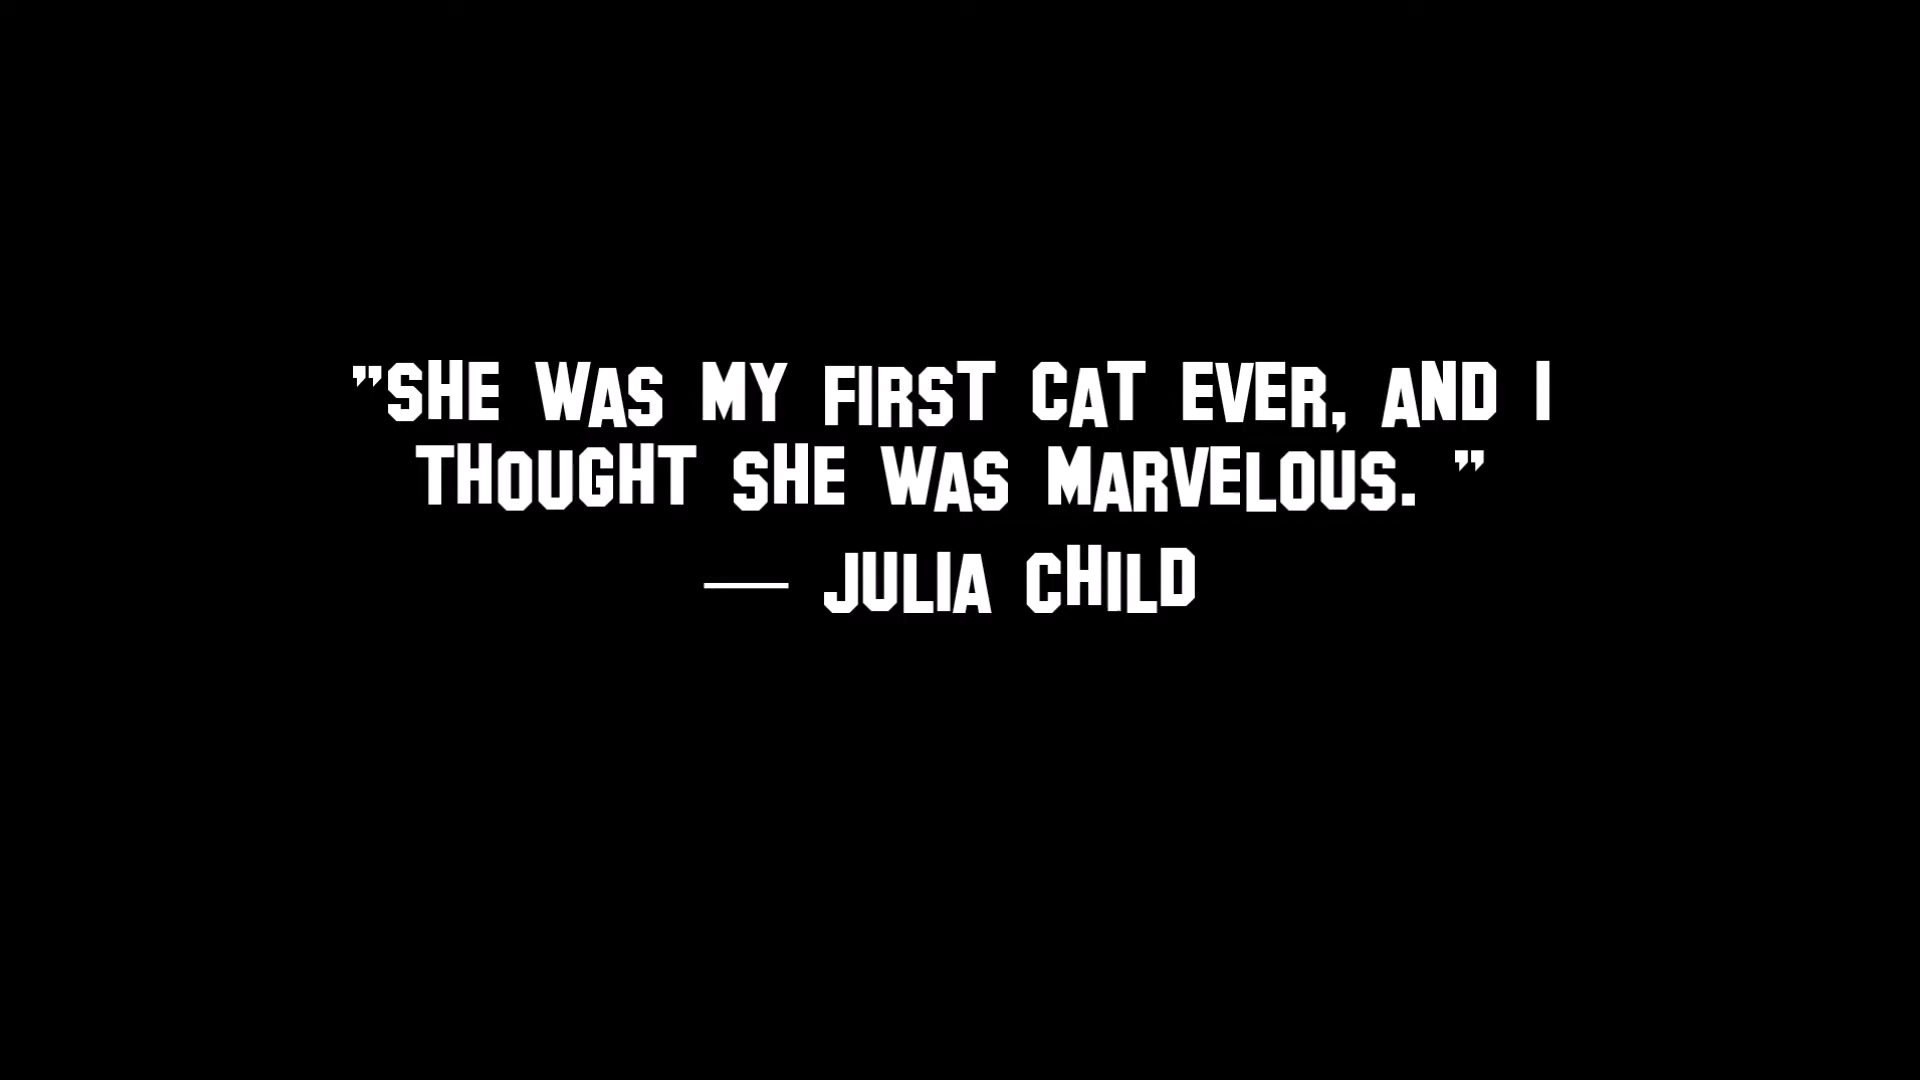 "SHE WAS MY FIRST CAT EVER, AND I
THOUGHT SHE WAS MARVELOUS. "
— JULIA CHILD